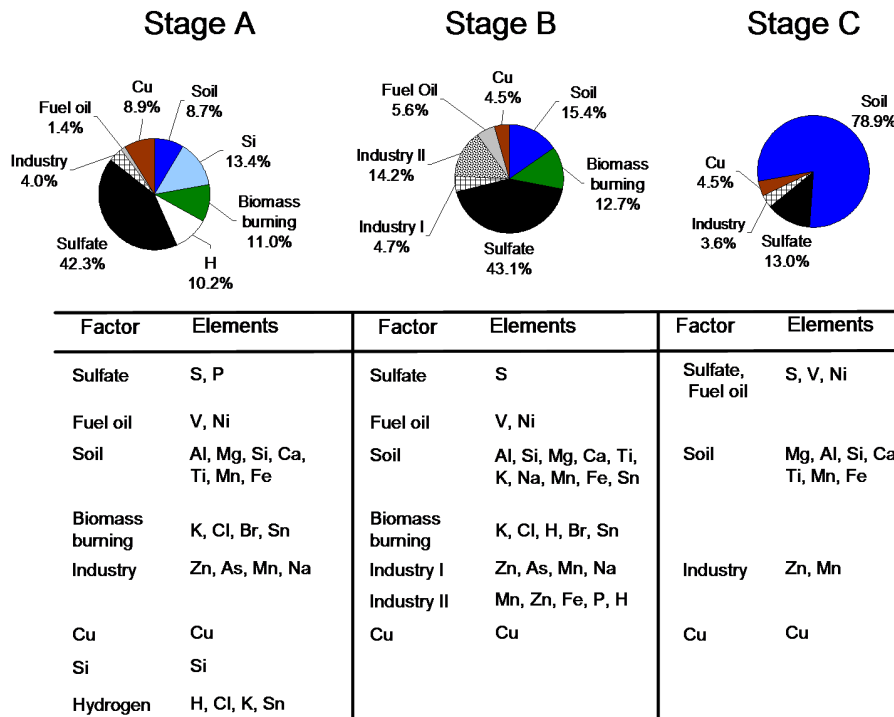 Stage A
Stage B
Stage C
Cu
8.9%
Soil
8.7%
Fuel oil
1.4%
Si
13.4%
Industry
4.0%
Biomass
burning
11.0%
Sulfate
42.3%
H
10.2%
Cu
4.5%
Fuel Oil
5.6%
Soil
15.4%
Industry II
14.2%
Biomass
burning
12.7%
Industry I
4.7%
Sulfate
43.1%
Soil
78.9%
Cu
4.5%
Industry
3.6%
Sulfate
13.0%
Factor Elements Factor Elements Factor Elements
Sulfate S, P Sulfate S Sulfate, S, V, Ni
Fuel oil
Fuel oil V, Ni Fuel oil V, Ni
Soil Al, Mg, Si, Ca, Soil Al, Si, Mg, Ca, Ti, Soil Mg, Al, Si, Ca
Ti, Mn, Fe K, Na, Mn, Fe, Sn Ti, Mn, Fe
Biomass
burning K, Cl, Br, Sn
Biomass
burning K, Cl, H, Br, Sn
Industry Zn, As, Mn, Na Industry I Zn, As, Mn, Na Industry Zn, Mn
Industry II Mn, Zn, Fe, P, H
Cu Cu Cu Cu Cu Cu
Si Si
Hydrogen H, Cl, K, Sn